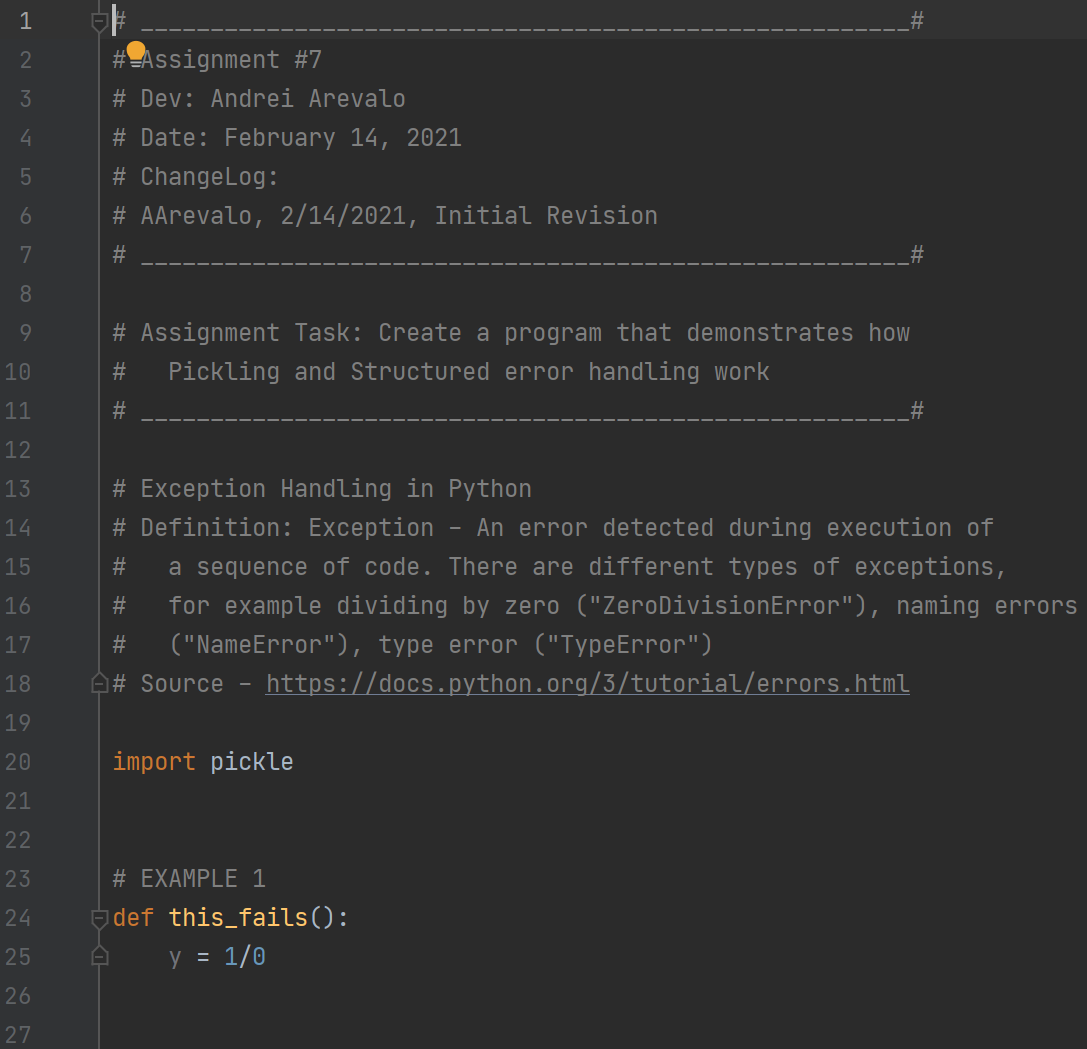 1 # _______________________________________________________#
2 # Assignment #7
3 # Dev: Andrei Arevalo
4 # Date: February 14, 2021
5 # ChangeLog:
6 # AArevalo, 2/14/2021, Initial Revision
7 # _______________________________________________________#
8
9 # Assignment Task: Create a program that demonstrates how
10 #   Pickling and Structured error handling work
11 # _______________________________________________________#
12
13 # Exception Handling in Python
14 # Definition: Exception - An error detected during execution of
15 #   a sequence of code. There are different types of exceptions,
16 #   for example dividing by zero ("ZeroDivisionError"), naming errors
17 #   ("NameError"), type error ("TypeError")
18 # Source - https://docs.python.org/3/tutorial/errors.html
19
20 import pickle
21
22
23 # EXAMPLE 1
24 def this_fails():
25     y = 1/0
26
27